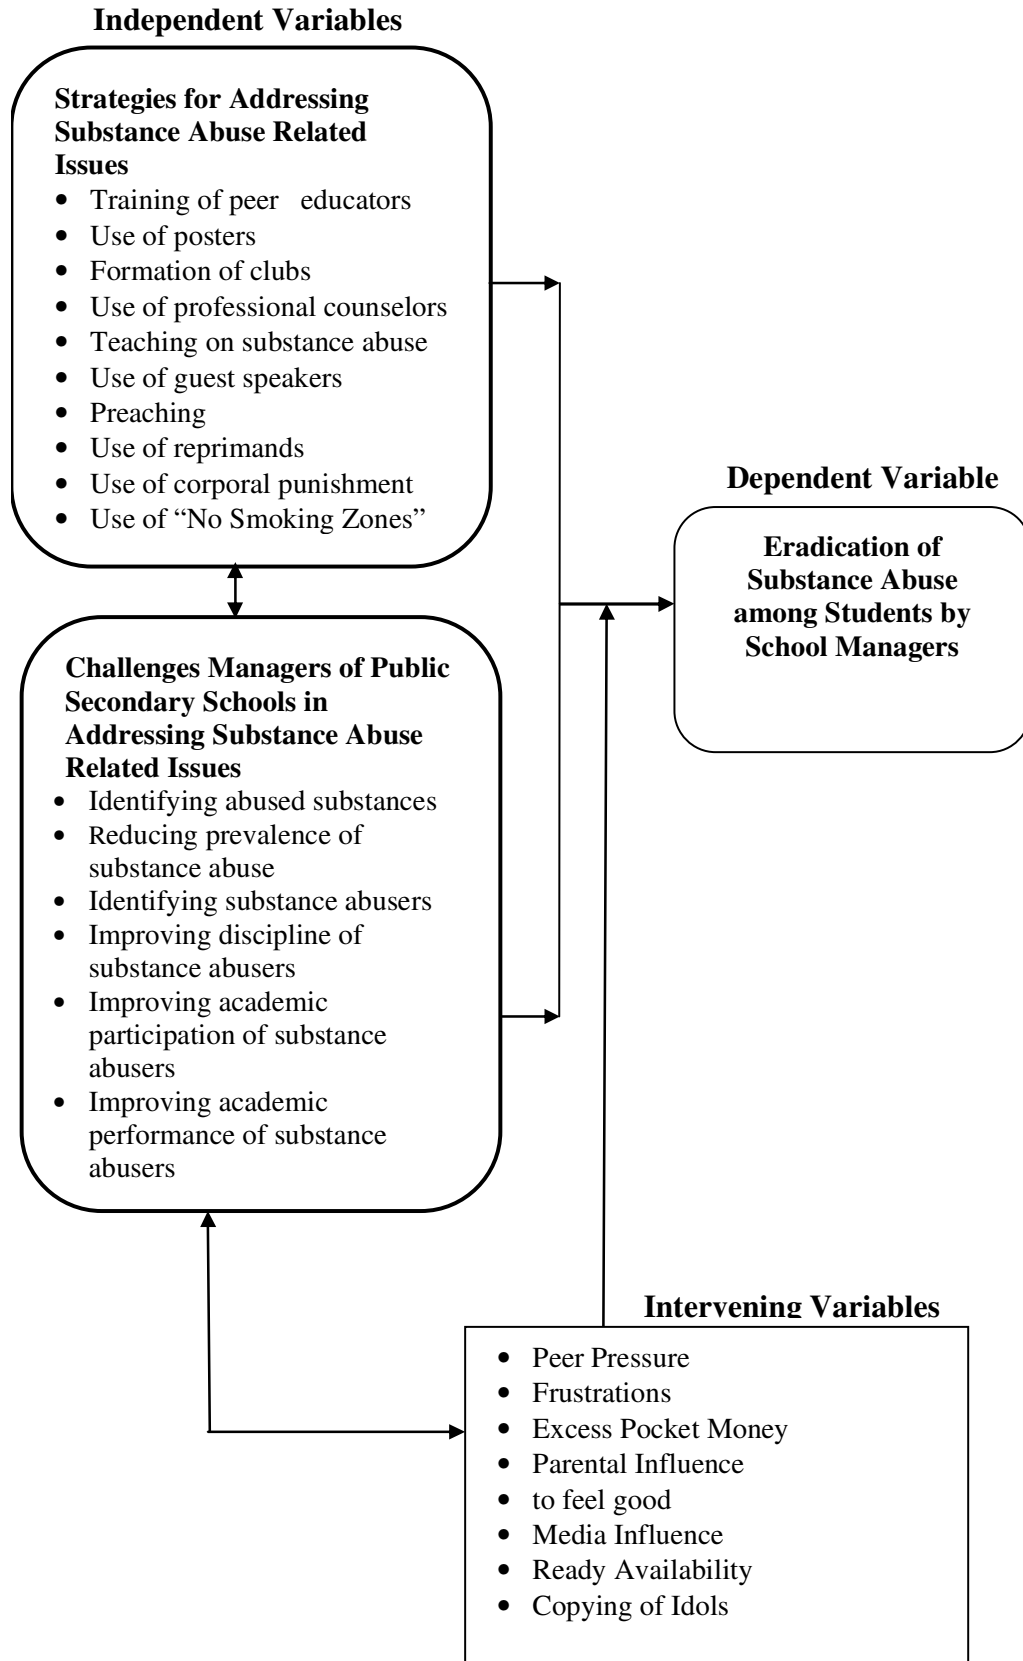 Independent Variables
Strategies for Addressing
Substance Abuse Related
Issues
• Training of peer educators
• Use of posters
• Formation of clubs
• Use of professional counselors
• Teaching on substance abuse
• Use of guest speakers
• Preaching
• Use of reprimands
• Use of corporal punishment
• Use of “No Smoking Zones”
Challenges Managers of Public
Secondary Schools in
Addressing Substance Abuse
Related Issues
• Identifying abused substances
• Reducing prevalence of
substance abuse
• Identifying substance abusers
• Improving discipline of
substance abusers
• Improving academic
participation of substance
abusers
• Improving academic
performance of substance
abusers
Dependent Variable
Eradication of
Substance Abuse
among Students by
School Managers
Intervening Variables
• Peer Pressure
• Frustrations
• Excess Pocket Money
• Parental Influence
• to feel good
• Media Influence
• Ready Availability
• Copying of Idols